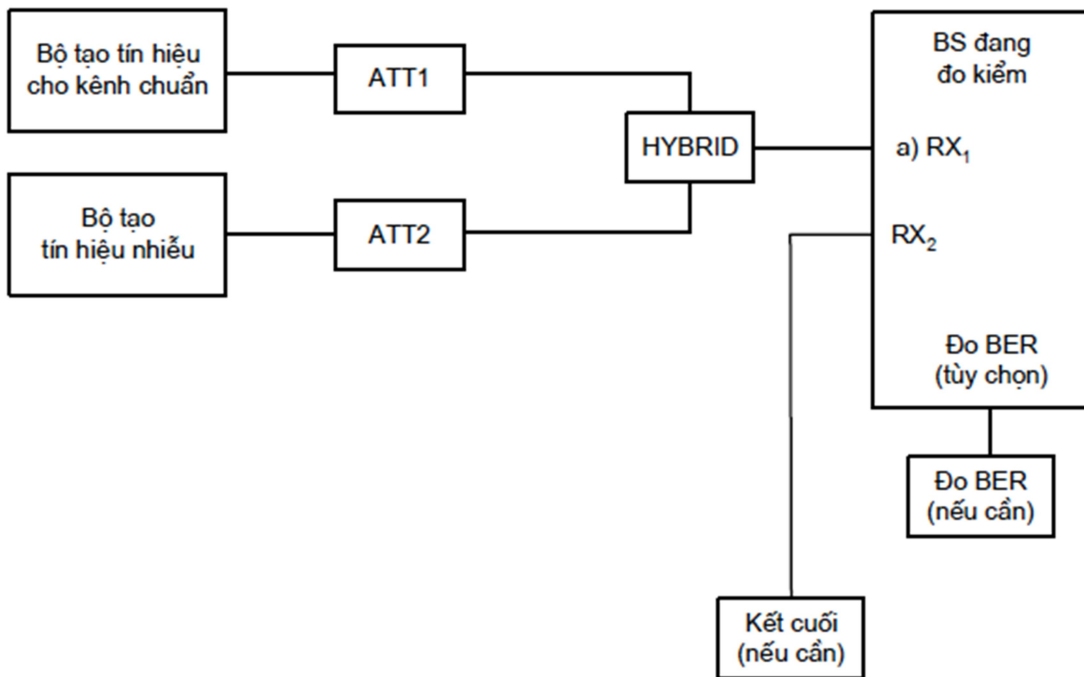 Bộ tạo tín hiệu
cho kênh chuẩn
ATT1
HYBRID
Bộ tạo
tín hiệu nhiễu
ATT2
BS đang
đo kiểm
a) RX₁
RX₂
Đo BER
(tùy chọn)
Đo BER
(nếu cần)
Kết cuối
(nếu cần)